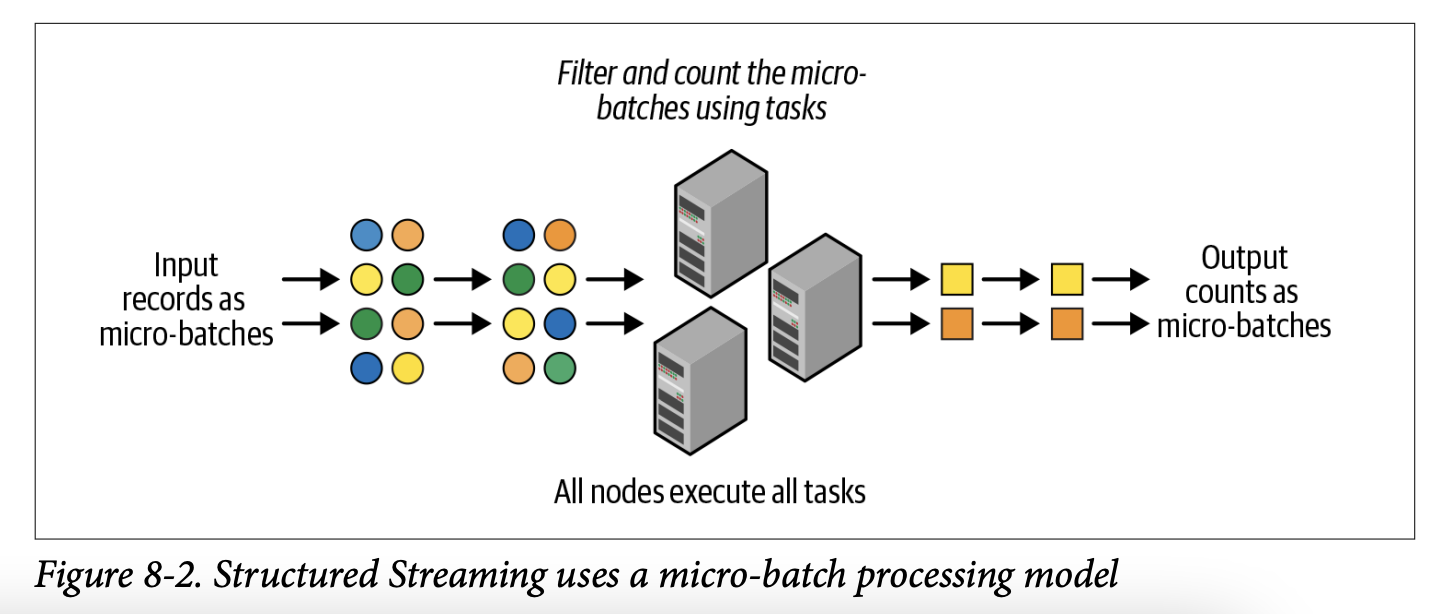 Filter and count the micro-
batches using tasks
Input
records as
micro-batches
Output
counts as
micro-batches
All nodes execute all tasks
Figure 8-2. Structured Streaming uses a micro-batch processing model